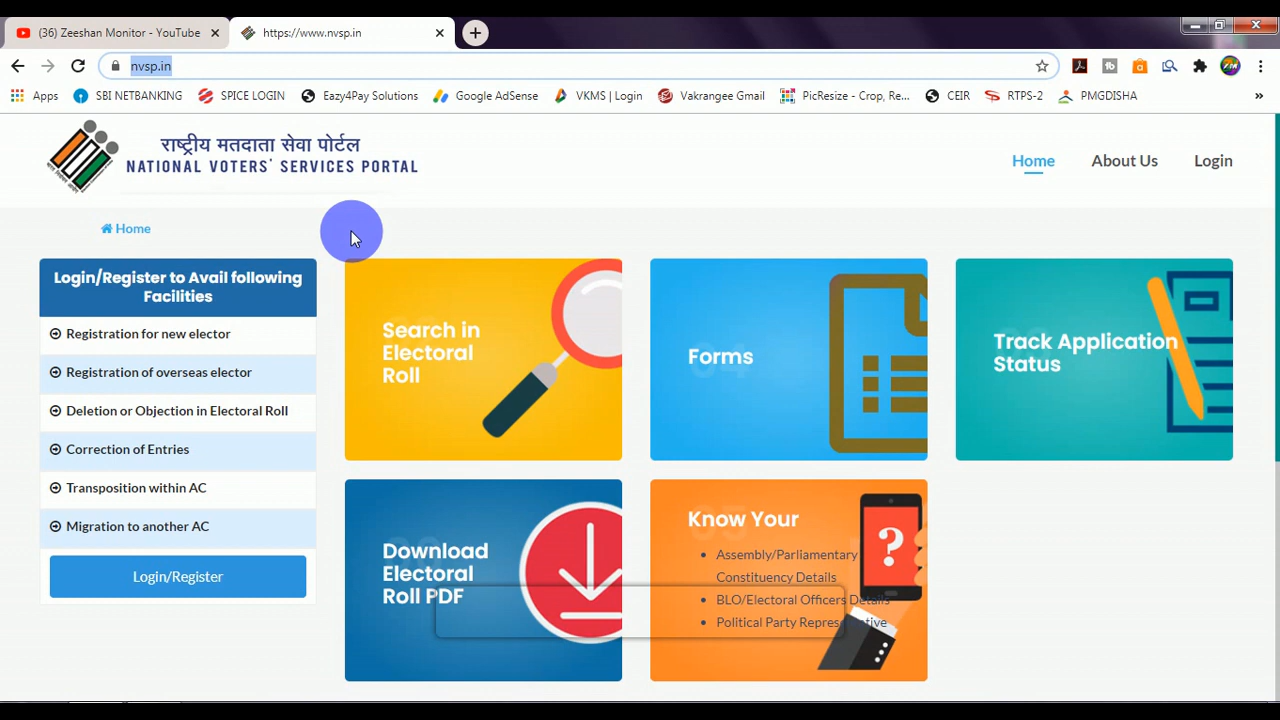 (36) Zeeshan Monitor - YouTube
https://www.nvsp.in
nvsp.in
Apps
SBI NETBANKING
SPICE LOGIN
Eazy4Pay Solutions
Google AdSense
VKMS | Login
Vakrangee Gmail
PicResize - Crop, Re...
CEIR
RTPS-2
PMGDISHA
»
राष्ट्रीय मतदाता सेवा पोर्टल
NATIONAL VOTERS' SERVICES PORTAL
Home
About Us
Login
Home
Login/Register to Avail following
Facilities
Registration for new elector
Registration of overseas elector
Deletion or Objection in Electoral Roll
Correction of Entries
Transposition within AC
Migration to another AC
Login/Register
Search in
Electoral
Roll
Forms
Track Application
Status
Download
Electoral
Roll PDF
Know Your
Assembly/Parliamentary
Constituency Details
BLO/Electoral Officers Details
Political Party Representative
?